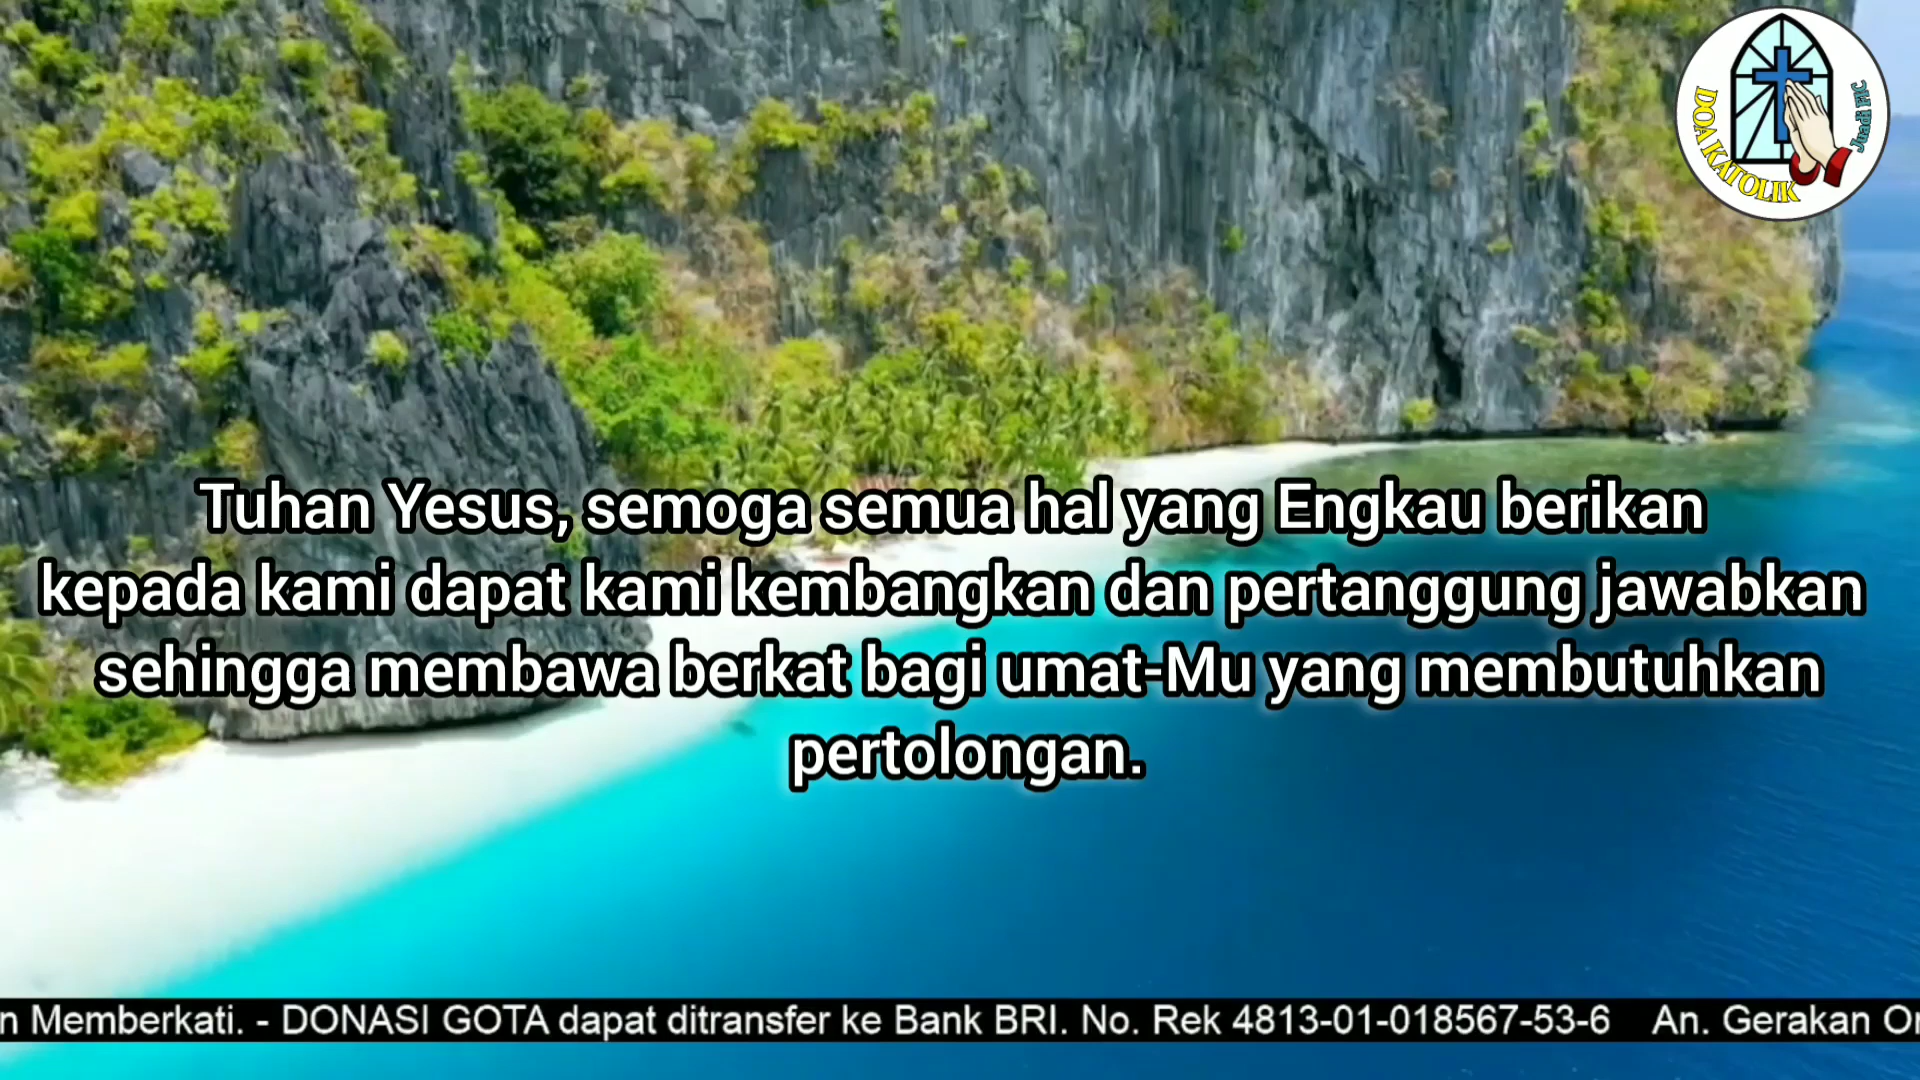 DOA KATOLIK
Juadi FIC
Tuhan Yesus, semoga semua hal yang Engkau berikan
kepada kami dapat kami kembangkan dan pertanggung jawabkan
sehingga membawa berkat bagi umat-Mu yang membutuhkan
pertolongan.
n Memberkati. - DONASI GOTA dapat ditransfer ke Bank BRI. No. Rek 4813-01-018567-53-6 An. Gerakan Or